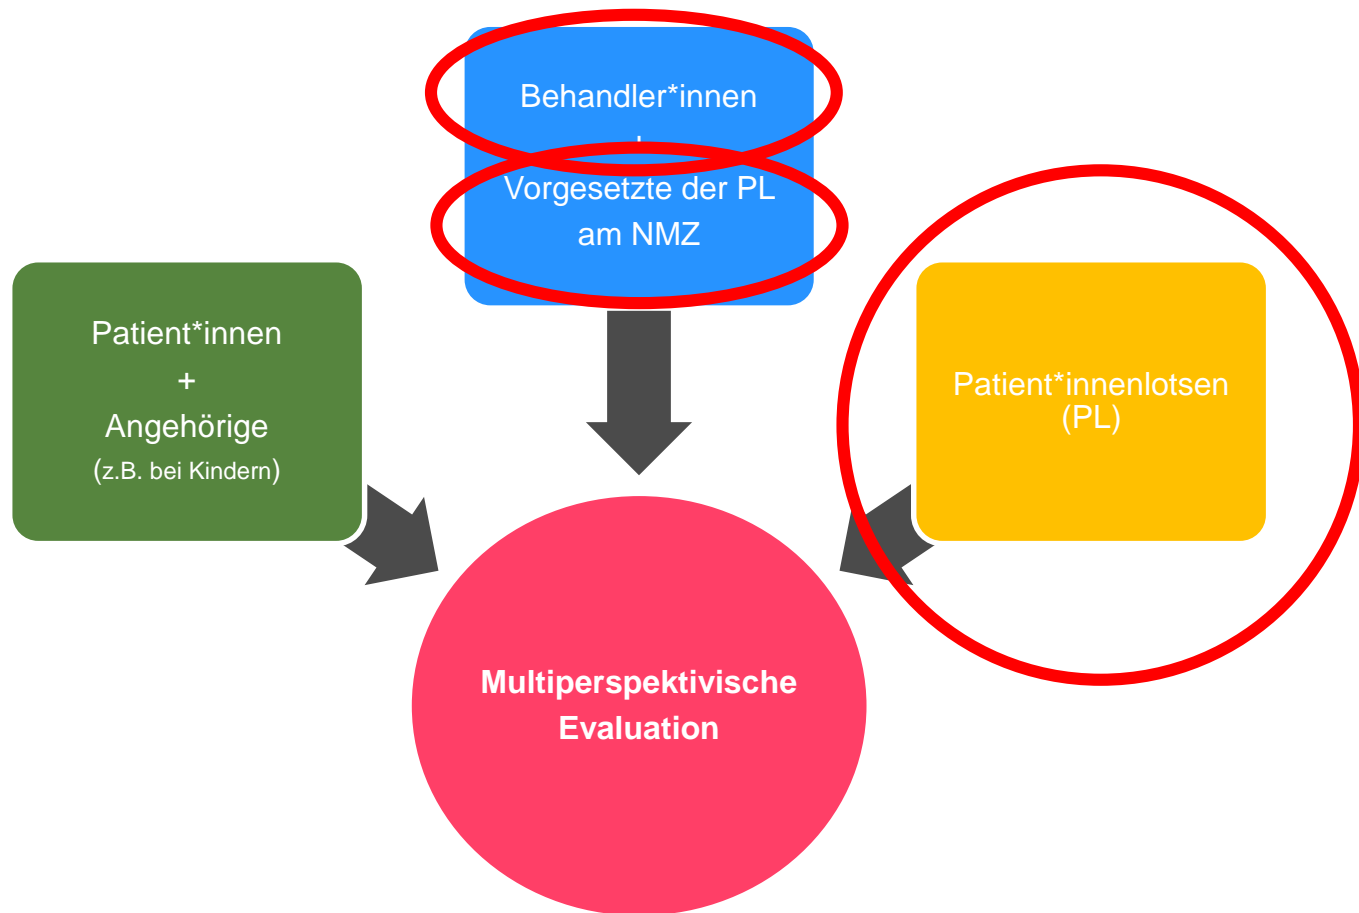 Behandler*innen
+
Vorgesetzte der PL
am NMZ
Patient*innen
+
Angehörige
(z.B. bei Kindern)
Patient*innenlotsen
(PL)
Multiperspektivische
Evaluation